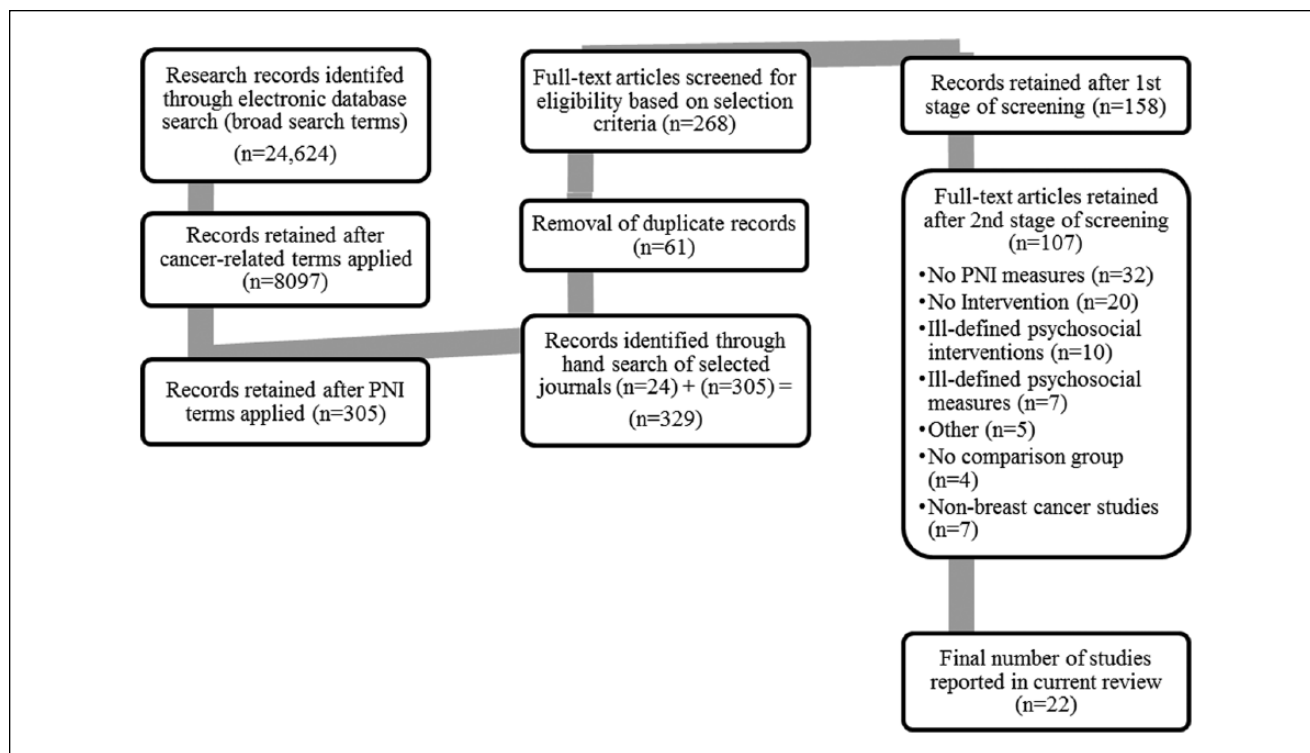 Research records identifed
through electronic database
search (broad search terms)
(n=24,624)
Records retained after
cancer-related terms applied
(n=8097)
Records retained after PNI
terms applied (n=305)
Records identified through
hand search of selected
journals (n=24) + (n=305) =
(n=329)
Removal of duplicate records
(n=61)
Full-text articles screened for
eligibility based on selection
criteria (n=268)
Records retained after 1st
stage of screening (n=158)
Full-text articles retained
after 2nd stage of screening
(n=107)
•No PNI measures (n=32)
•No Intervention (n=20)
•Ill-defined psychosocial
interventions (n=10)
•Ill-defined psychosocial
measures (n=7)
•Other (n=5)
•No comparison group
(n=4)
•Non-breast cancer studies
(n=7)
Final number of studies
reported in current review
(n=22)